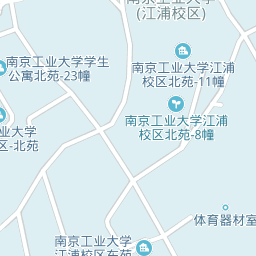 南京工业大学
(江浦校区)
南京工业大学学生
公寓北苑-23幢
南京工业大学江浦
校区北苑-11幢
南京工业大学江浦
校区北苑-8幢
业大学
区-北苑
体育器材室
南京工业大学
江浦校区东苑